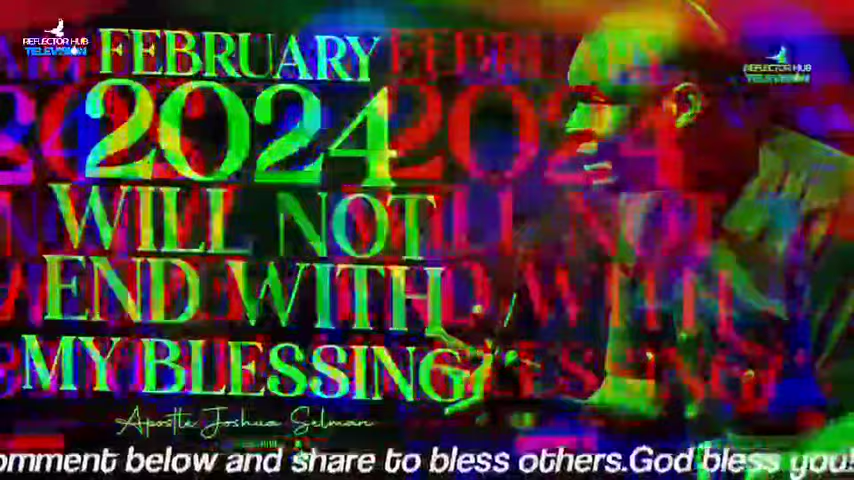 REFLECTOR HUB
TELEVISION
REFLECTOR HUB
TELEVISION
FEBRUARY
2024
WILL NOT
END WITH
MY BLESSING
Apostle Joshua Selman
omment below and share to bless others.God bless you!